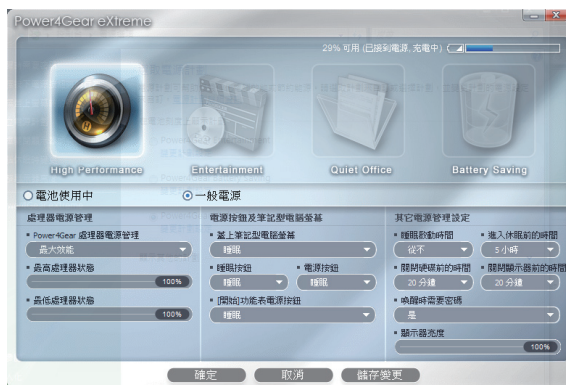 Power4Gear eXtreme
29% 可用 (已接到電源, 充電中)
High Performance
Entertainment
Quiet Office
Battery Saving
電池使用中
一般電源
處理器電源管理
Power4Gear 處理器電源管理
最大效能
最高處理器狀態
100%
最低處理器狀態
100%
電源按鈕及筆記型電腦螢幕
蓋上筆記型電腦螢幕
睡眠
睡眠按鈕
電源按鈕
睡眠
睡眠
[開始]功能表電源按鈕
睡眠
其它電源管理設定
睡眠啟動時間
進入休眠前的時間
從不
5 小時
關閉硬碟前的時間
關閉顯示器前的時間
20 分鐘
20 分鐘
喚醒時需要密碼
是
顯示器亮度
100%
確定
取消
儲存變更